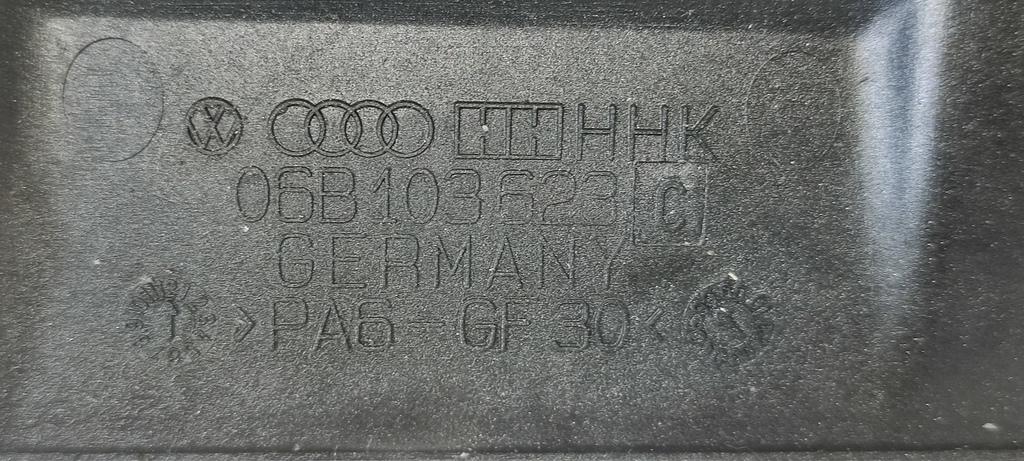 HHK
06B 103 623 C
GERMANY
>PA6-GF 30<